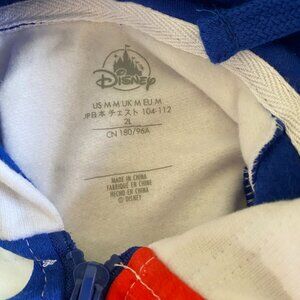 Disney
US M M UK M EU M
JP日本 チェスト 104-112
2L
CN 180/96A
MADE IN CHINA
FABRIQUÉ EN CHINE
HECHO EN CHINA
© DISNEY